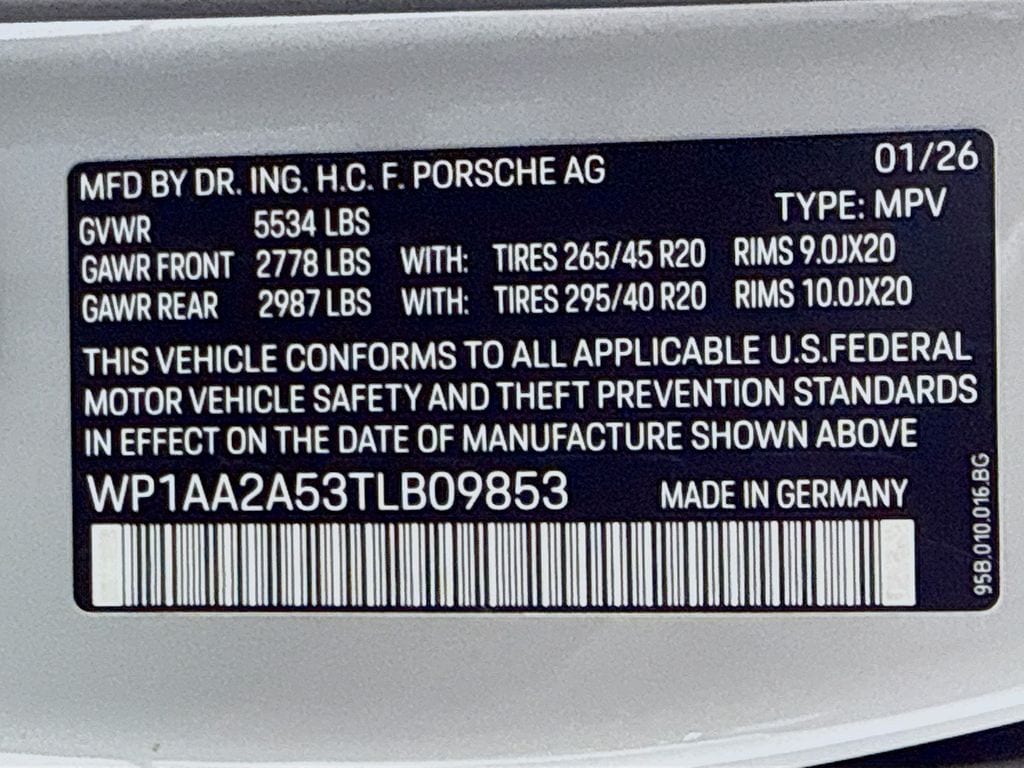 MFD BY DR. ING. H.C. F. PORSCHE AG 01/26
GVWR 5534 LBS TYPE: MPV
GAWR FRONT 2778 LBS WITH: TIRES 265/45 R20 RIMS 9.0JX20
GAWR REAR 2987 LBS WITH: TIRES 295/40 R20 RIMS 10.0JX20
THIS VEHICLE CONFORMS TO ALL APPLICABLE U.S.FEDERAL
MOTOR VEHICLE SAFETY AND THEFT PREVENTION STANDARDS
IN EFFECT ON THE DATE OF MANUFACTURE SHOWN ABOVE
WP1AA2A53TLB09853 MADE IN GERMANY
95B.010.016.BG